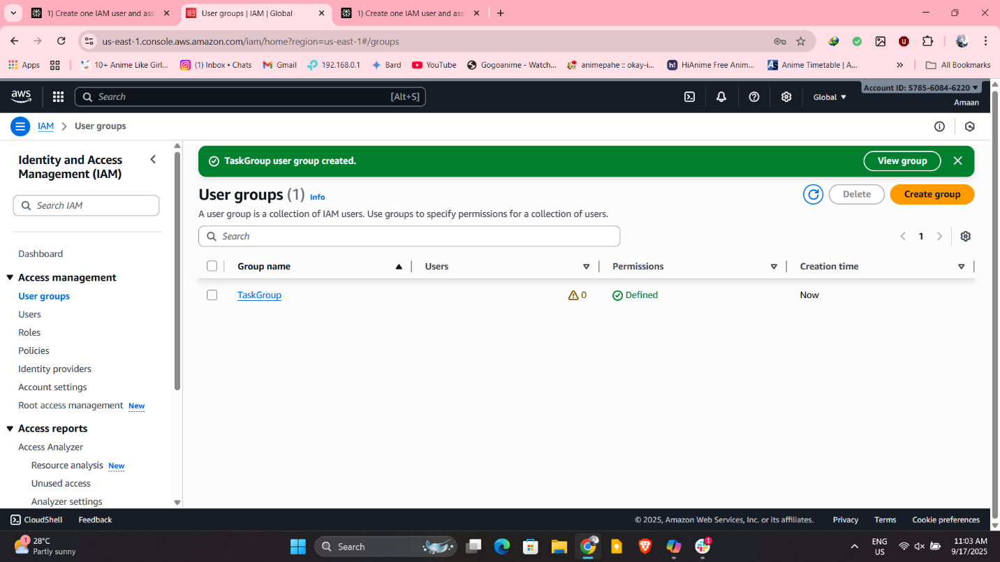 1) Create one IAM user and ass
User groups | IAM | Global
1) Create one IAM user and assi
us-east-1.console.aws.amazon.com/iam/home?region=us-east-1#/groups
Apps
10+ Anime Like Girl...
(1) Inbox • Chats
Gmail
192.168.0.1
Bard
YouTube
Gogoanime - Watch...
animepahe :: okay-i...
HiAnime Free Anim...
Anime Timetable | A...
All Bookmarks
aws
Search
[Alt+S]
Global
Account ID: 5785-6084-6220
Amaan
IAM
User groups
Identity and Access
Management (IAM)
Search IAM
Dashboard
Access management
User groups
Users
Roles
Policies
Identity providers
Account settings
Root access management New
Access reports
Access Analyzer
Resource analysis New
Unused access
Analyzer settings
TaskGroup user group created.
View group
User groups (1) Info
Delete
Create group
A user group is a collection of IAM users. Use groups to specify permissions for a collection of users.
Search
1
Group name
Users
Permissions
Creation time
TaskGroup
0
Defined
Now
CloudShell
Feedback
© 2025, Amazon Web Services, Inc. or its affiliates.
Privacy
Terms
Cookie preferences
1
28°C
Partly sunny
Search
1
ENG
US
11:03 AM
9/17/2025